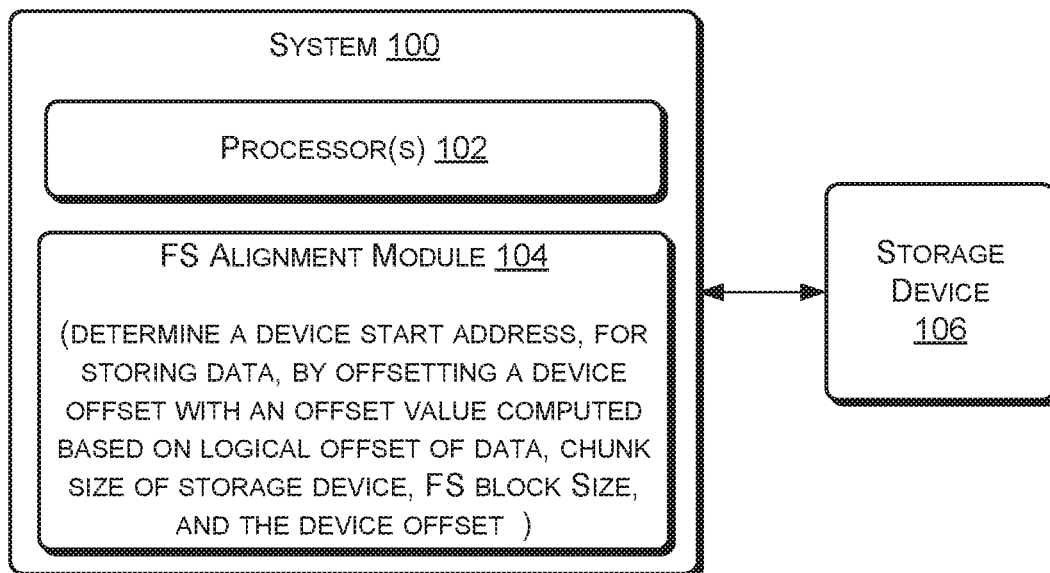 SYSTEM 100
PROCESSOR(S) 102
FS ALIGNMENT MODULE 104
(DETERMINE A DEVICE START ADDRESS, FOR
STORING DATA, BY OFFSETTING A DEVICE
OFFSET WITH AN OFFSET VALUE COMPUTED
BASED ON LOGICAL OFFSET OF DATA, CHUNK
SIZE OF STORAGE DEVICE, FS BLOCK SIZE,
AND THE DEVICE OFFSET )
STORAGE
DEVICE
106